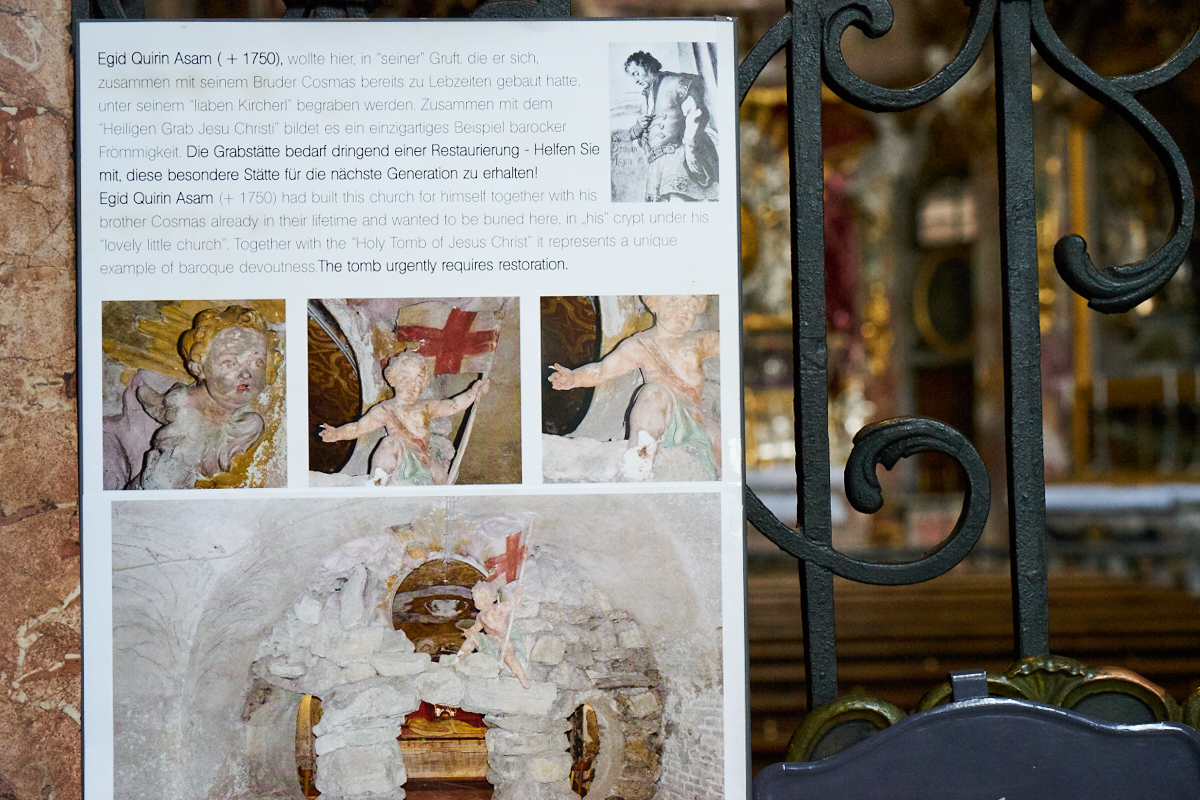 Egid Quirin Asam ( + 1750), wollte hier, in "seiner" Gruft, die er sich,
zusammen mit seinem Bruder Cosmas bereits zu Lebzeiten gebaut hatte,
unter seinem "liaben Kircherl" begraben werden. Zusammen mit dem
"Heiligen Grab Jesu Christi" bildet es ein einzigartiges Beispiel barocker
Frömmigkeit. Die Grabstätte bedarf dringend einer Restaurierung - Helfen Sie
mit, diese besondere Stätte für die nächste Generation zu erhalten!
Egid Quirin Asam (+ 1750) had built this church for himself together with his
brother Cosmas already in their lifetime and wanted to be buried here, in „his" crypt under his
"lovely little church". Together with the "Holy Tomb of Jesus Christ" it represents a unique
example of baroque devoutness.The tomb urgently requires restoration.